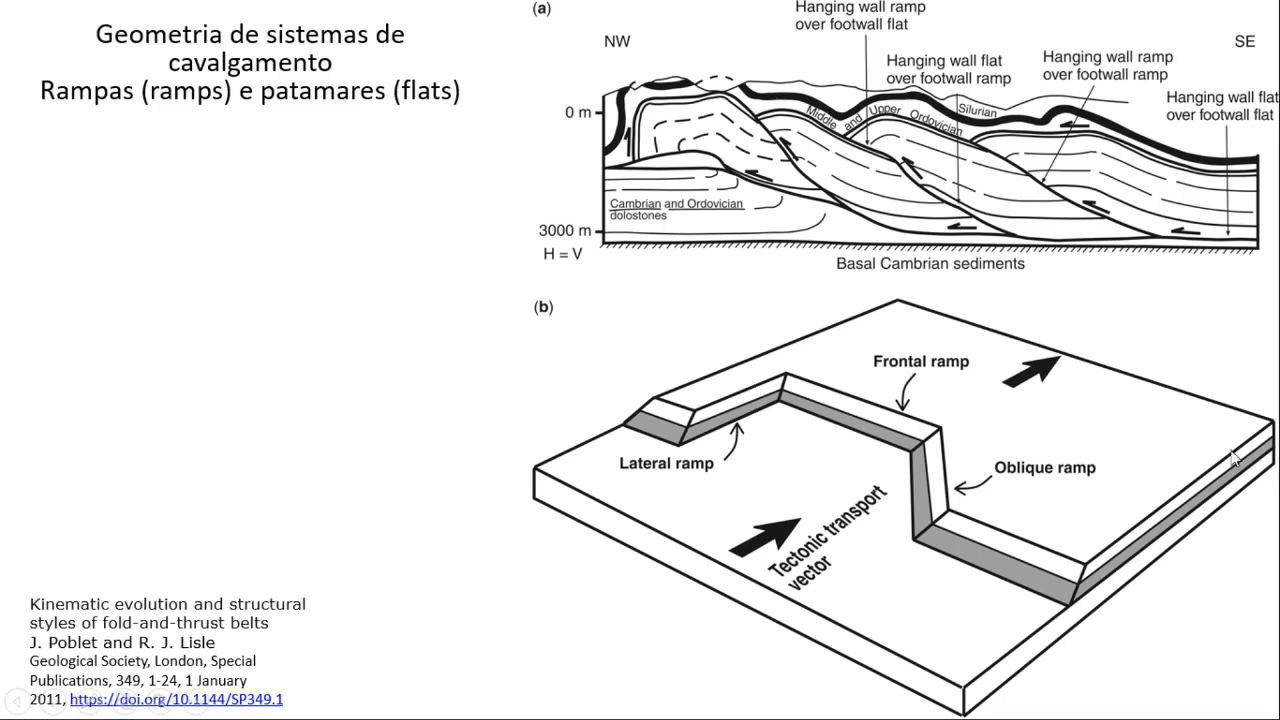 Geometria de sistemas de
cavalgamento
Rampas (ramps) e patamares (flats)
(a)
Hanging wall ramp
over footwall flat
NW
SE
Hanging wall flat
over footwall ramp
Hanging wall ramp
over footwall ramp
Hanging wall flat
over footwall flat
0 m
Middle and Upper Ordovician
Silurian
Cambrian and Ordovician
dolostones
3000 m
H = V
Basal Cambrian sediments
(b)
Frontal ramp
Lateral ramp
Oblique ramp
Tectonic transport
vector
Kinematic evolution and structural
styles of fold-and-thrust belts
J. Poblet and R. J. Lisle
Geological Society, London, Special
Publications, 349, 1-24, 1 January
2011, https://doi.org/10.1144/SP349.1